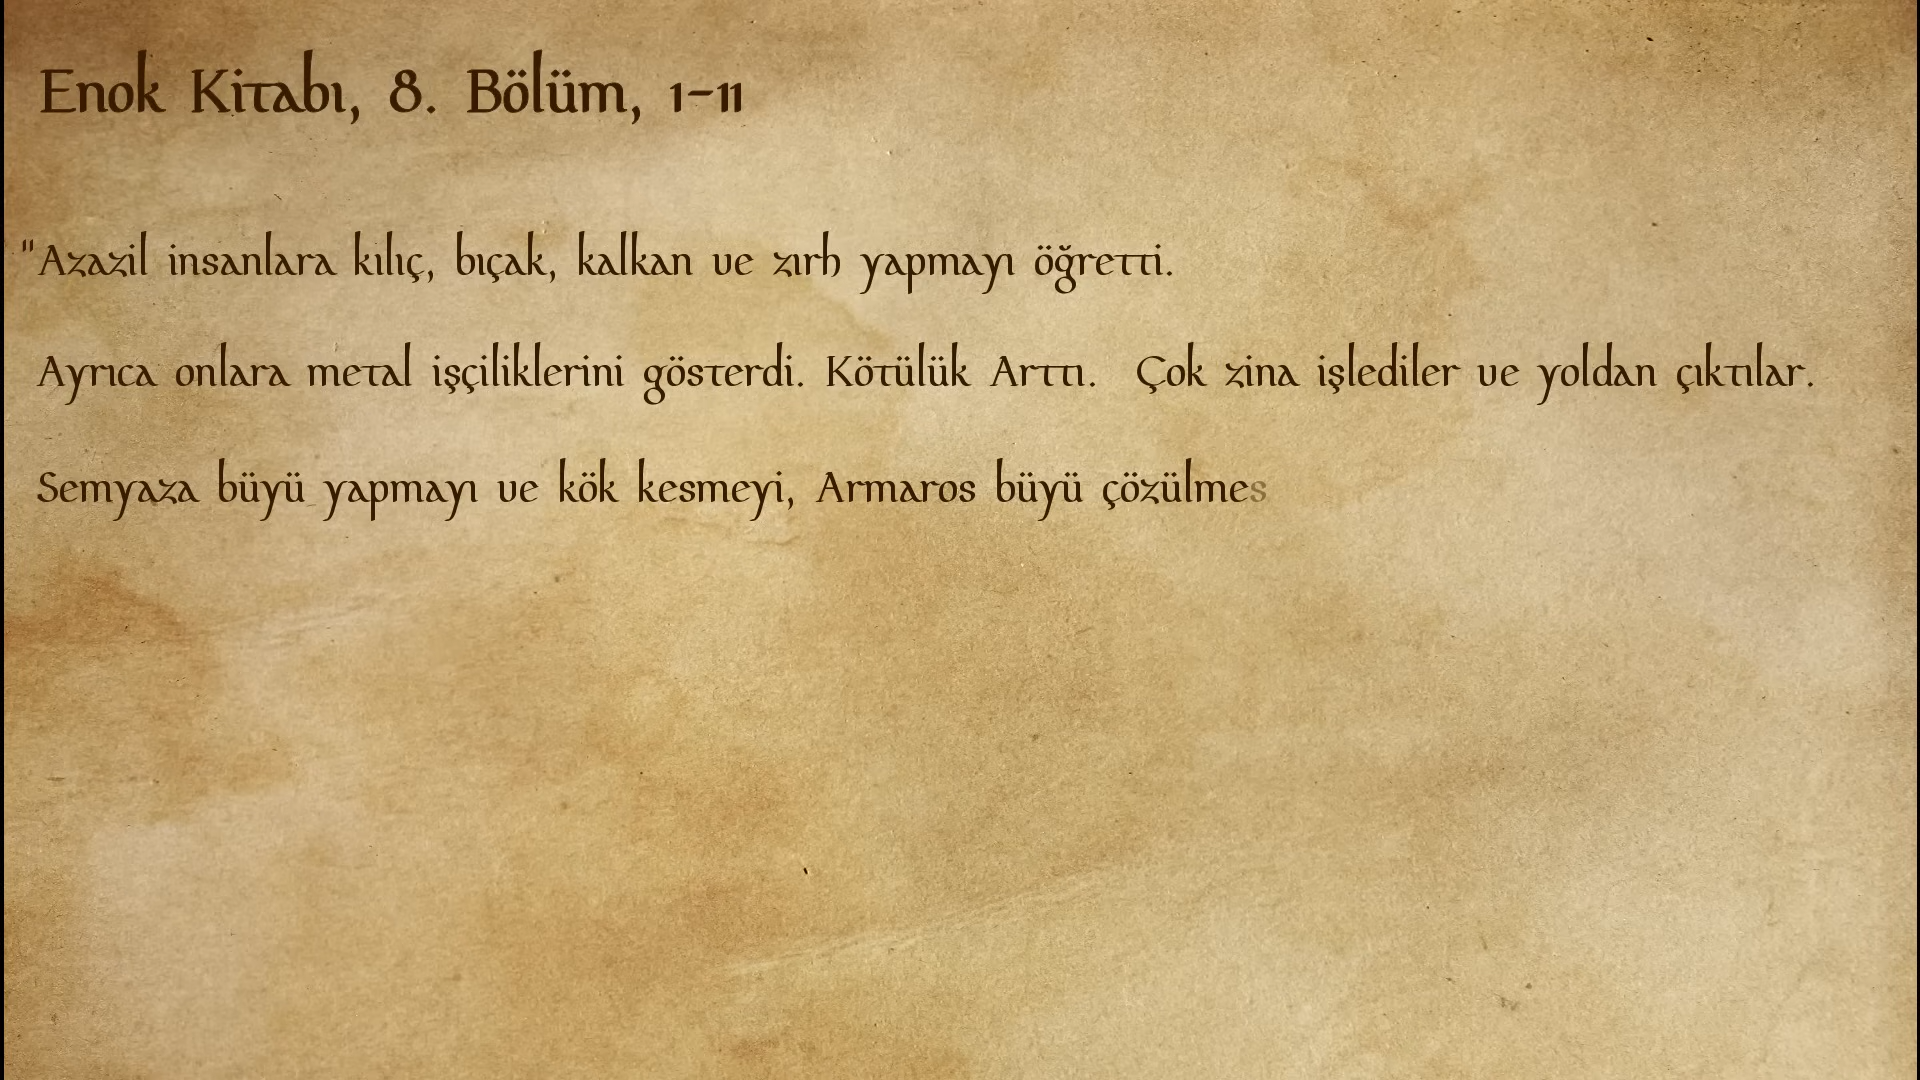 Enok Kitabı, 8. Bölüm, 1-11
"Azazil insanlara kılıç, bıçak, kalkan ve zırh yapmayı öğretti.
Ayrıca onlara metal işçiliklerini gösterdi. Kötülük Arttı. Çok zina işlediler ve yoldan çıktılar.
Semyaza büyü yapmayı ve kök kesmeyi, Armaros büyü çözülmes